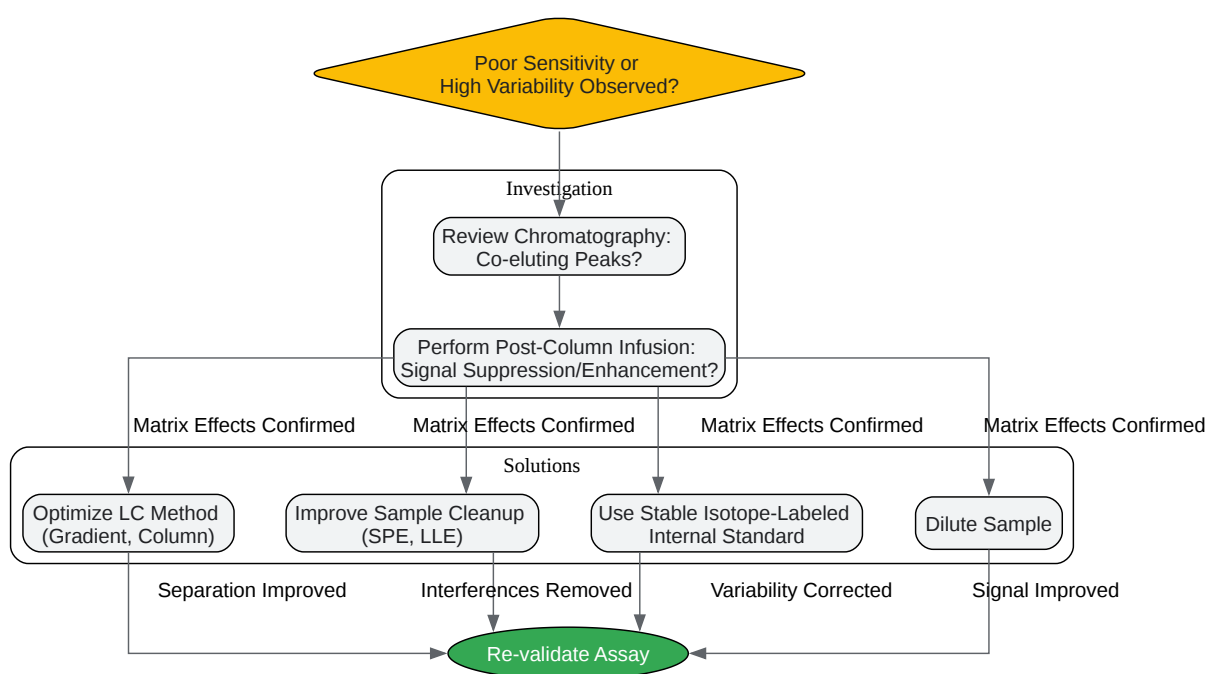 Poor Sensitivity or
High Variability Observed?
Investigation
Review Chromatography:
Co-eluting Peaks?
Perform Post-Column Infusion:
Signal Suppression/Enhancement?
Matrix Effects Confirmed
Matrix Effects Confirmed
Matrix Effects Confirmed
Matrix Effects Confirmed
Solutions
Optimize LC Method
(Gradient, Column)
Improve Sample Cleanup
(SPE, LLE)
Use Stable Isotope-Labeled
Internal Standard
Dilute Sample
Separation Improved
Interferences Removed
Variability Corrected
Signal Improved
Re-validate Assay